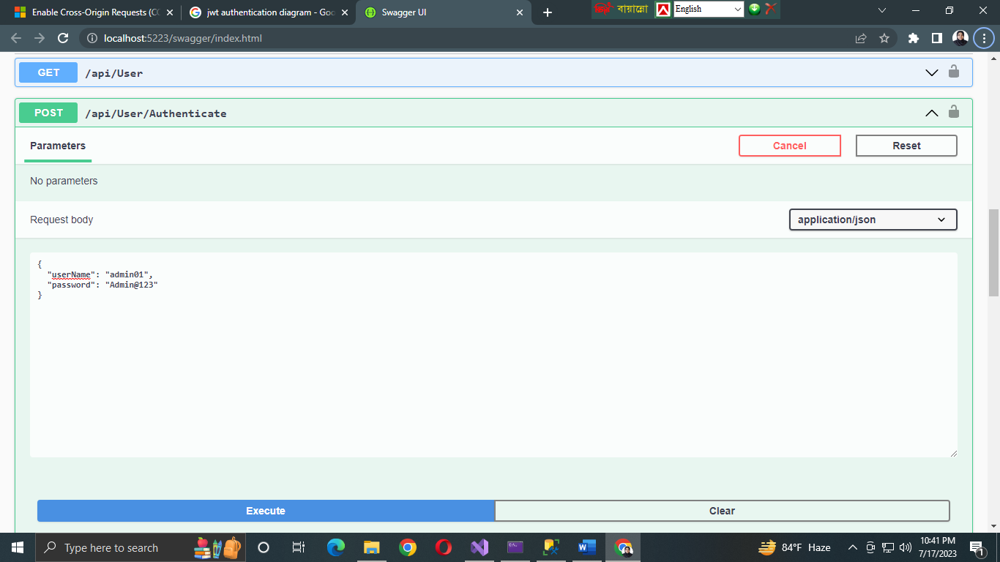 Enable Cross-Origin Requests (CC
jwt authentication diagram - Goo
Swagger UI
বায়ান্নো
English
localhost:5223/swagger/index.html
GET /api/User
POST /api/User/Authenticate
Parameters
Cancel
Reset
No parameters
Request body
application/json
{
"userName": "admin01",
"password": "Admin@123"
}
Execute
Clear
Type here to search
84°F Haze
10:41 PM
7/17/2023
1